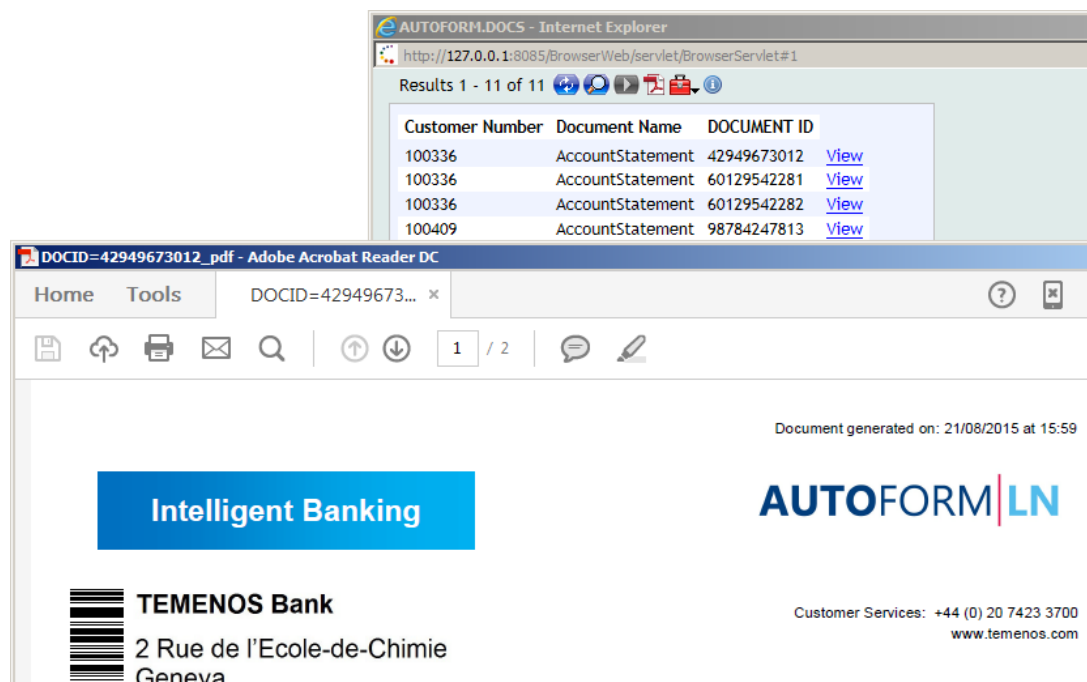 AUTOFORM.DOCS - Internet Explorer
http://127.0.0.1:8085/BrowserWeb/servlet/BrowserServlet#1
Results 1 - 11 of 11
Customer Number Document Name DOCUMENT ID
100336 AccountStatement 42949673012 View
100336 AccountStatement 60129542281 View
100336 AccountStatement 60129542282 View
100409 AccountStatement 98784247813 View
DOCID=42949673012_pdf - Adobe Acrobat Reader DC
Home Tools DOCID=42949673... ×
1 / 2
Document generated on: 21/08/2015 at 15:59
Intelligent Banking
AUTOFORM|LN
TEMENOS Bank
Customer Services: +44 (0) 20 7423 3700
www.temenos.com
2 Rue de l'Ecole-de-Chimie
Geneva